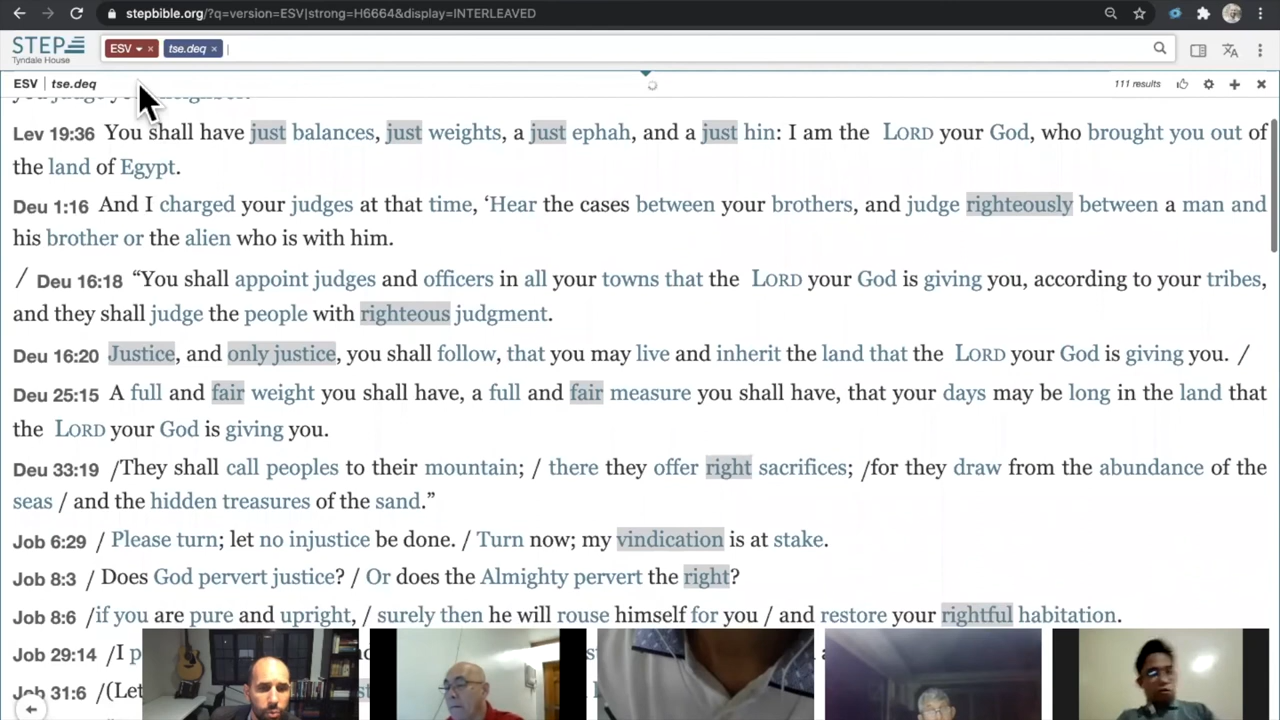 stepbible.org/?q=version=ESV|strong=H6664&display=INTERLEAVED
STEP
Tyndale House
ESV × tse.deq ×
ESV | tse.deq
111 results
you judge your neighbor.
Lev 19:36 You shall have just balances, just weights, a just ephah, and a just hin: I am the LORD your God, who brought you out of
the land of Egypt.
Deu 1:16 And I charged your judges at that time, ‘Hear the cases between your brothers, and judge righteously between a man and
his brother or the alien who is with him.
/ Deu 16:18 “You shall appoint judges and officers in all your towns that the LORD your God is giving you, according to your tribes,
and they shall judge the people with righteous judgment.
Deu 16:20 Justice, and only justice, you shall follow, that you may live and inherit the land that the LORD your God is giving you. /
Deu 25:15 A full and fair weight you shall have, a full and fair measure you shall have, that your days may be long in the land that
the LORD your God is giving you.
Deu 33:19 /They shall call peoples to their mountain; / there they offer right sacrifices; /for they draw from the abundance of the
seas / and the hidden treasures of the sand.”
Job 6:29 / Please turn; let no injustice be done. / Turn now; my vindication is at stake.
Job 8:3 / Does God pervert justice? / Or does the Almighty pervert the right?
Job 8:6 /if you are pure and upright, / surely then he will rouse himself for you / and restore your rightful habitation.
Job 29:14 /I
Job 31:6 /(Let